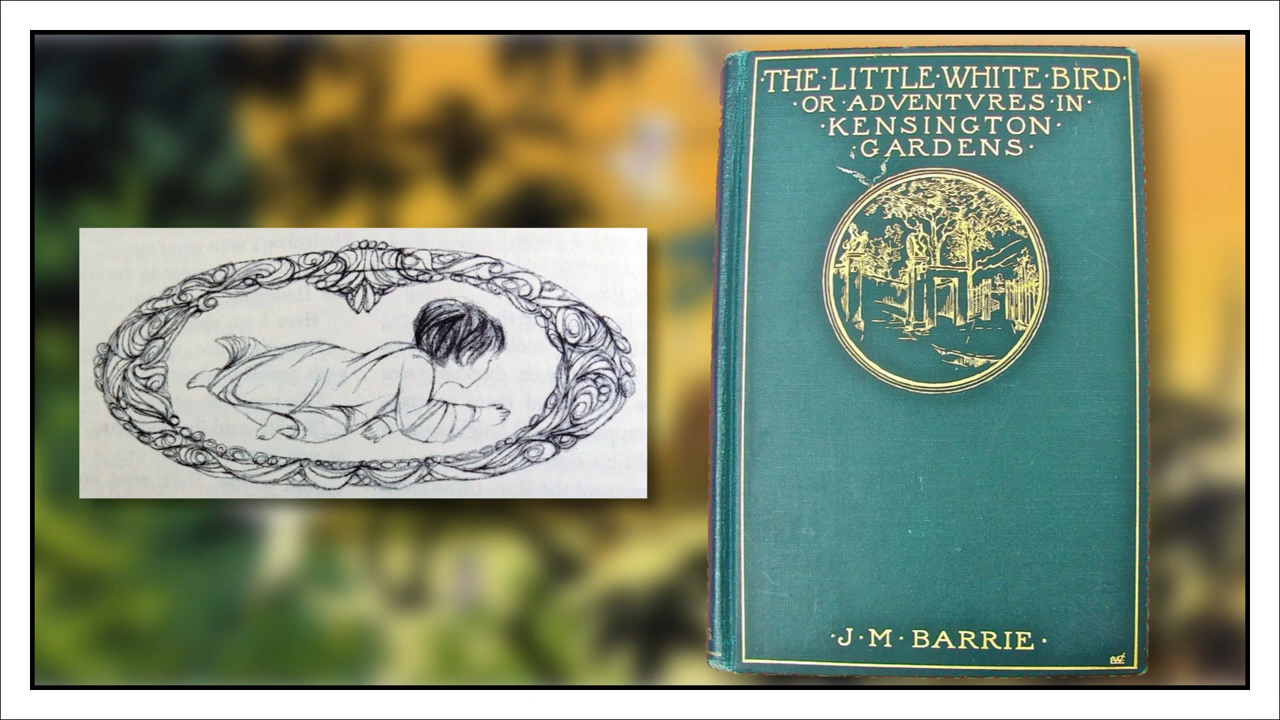 ·THE·LITTLE·WHITE·BIRD·
·OR·ADVENTVRES·IN·
·KENSINGTON·
·GARDENS·
·J·M·BARRIE·